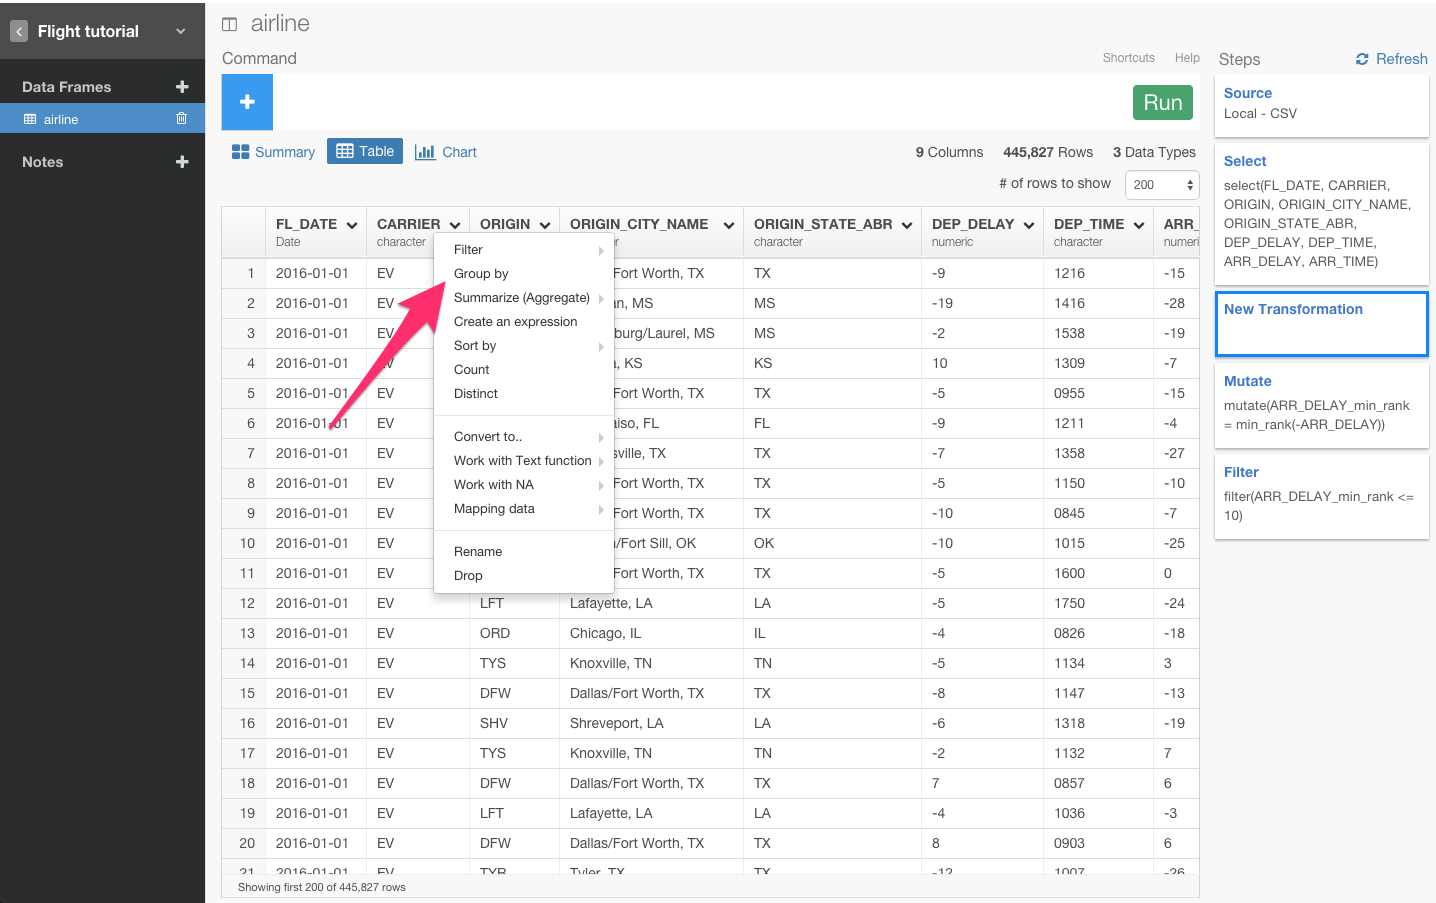 Flight tutorial
Data Frames
airline
Notes
airline
Command
Shortcuts Help
Run
Summary Table Chart
9 Columns 445,827 Rows 3 Data Types
# of rows to show 200
FL_DATE CARRIER ORIGIN ORIGIN_CITY_NAME ORIGIN_STATE_ABR DEP_DELAY DEP_TIME ARR_
Date character character numeric character numeri
1 2016-01-01 EV Fort Worth, TX TX -9 1216 -15
2 2016-01-01 EV MS MS -19 1416 -28
3 2016-01-01 EV burg/Laurel, MS MS -2 1538 -19
4 2016-01-01 KS KS 10 1309 -7
5 2016-01-01 EV Fort Worth, TX TX -5 0955 -15
6 2016-01-01 EV FL FL -9 1211 -4
7 2016-01-01 EV sville, TX TX -7 1358 -27
8 2016-01-01 EV Fort Worth, TX TX -5 1150 -10
9 2016-01-01 EV Fort Worth, TX TX -10 0845 -7
10 2016-01-01 EV /Fort Sill, OK OK -10 1015 -25
11 2016-01-01 EV Fort Worth, TX TX -5 1600 0
12 2016-01-01 EV LFT Lafayette, LA LA -5 1750 -24
13 2016-01-01 EV ORD Chicago, IL IL -4 0826 -18
14 2016-01-01 EV TYS Knoxville, TN TN -5 1134 3
15 2016-01-01 EV DFW Dallas/Fort Worth, TX TX -8 1147 -13
16 2016-01-01 EV SHV Shreveport, LA LA -6 1318 -19
17 2016-01-01 EV TYS Knoxville, TN TN -2 1132 7
18 2016-01-01 EV DFW Dallas/Fort Worth, TX TX 7 0857 6
19 2016-01-01 EV LFT Lafayette, LA LA -4 1036 -3
20 2016-01-01 EV DFW Dallas/Fort Worth, TX TX 8 0903 6
21 2016-01-01 EV TYR Tyler, TX TX -12 1007 -26
Showing first 200 of 445,827 rows
Filter
Group by
Summarize (Aggregate)
Create an expression
Sort by
Count
Distinct
Convert to..
Work with Text function
Work with NA
Mapping data
Rename
Drop
Steps Refresh
Source
Local - CSV
Select
select(FL_DATE, CARRIER,
ORIGIN, ORIGIN_CITY_NAME,
ORIGIN_STATE_ABR,
DEP_DELAY, DEP_TIME,
ARR_DELAY, ARR_TIME)
New Transformation
Mutate
mutate(ARR_DELAY_min_rank
= min_rank(-ARR_DELAY))
Filter
filter(ARR_DELAY_min_rank <=
10)